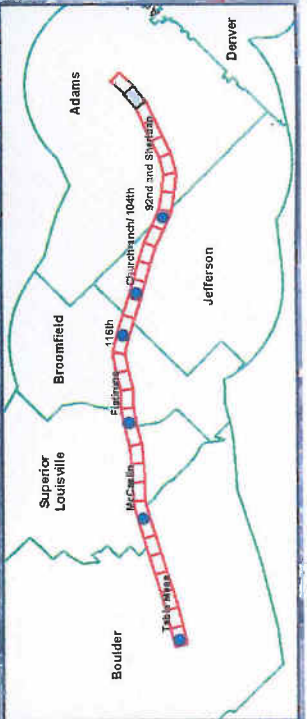 Boulder
Superior
Louisville
Broomfield
Adams
Denver
Jefferson
Table Mesa
McCaslin
Flatirons
116th
Church Ranch/ 104th
92nd and Sheridan